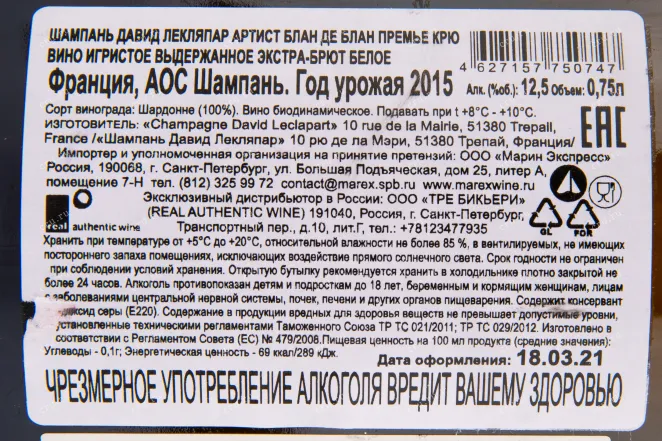 ШАМПАНЬ ДАВИД ЛЕКЛЯПАР АРТИСТ БЛАН ДЕ БЛАН ПРЕМЬЕ КРЮ
ВИНО ИГРИСТОЕ ВЫДЕРЖАННОЕ ЭКСТРА-БРЮТ БЕЛОЕ
Франция, АОС Шампань. Год урожая 2015
4 627157 750747
Алк.(%об.): 12,5 Объем: 0,75л
Сорт винограда: Шардонне (100%). Вино биодинамическое. Подавать при t +8°С - +10°С.
ИЗГОТОВИТЕЛЬ: «Champagne David Leclapart» 10 rue de la Mairie, 51380 Trepail,
France /«Шампань Давид Лекляпар» 10 рю де ла Мэри, 51380 Трепай, Франция/
EAC
Импортер и уполномоченная организация на принятие претензий: ООО «Марин Экспресс»
Россия, 190068, г. Санкт-Петербург, ул. Большая Подъяческая, дом 25, литер А,
помещение 7-Н тел. (812) 325 99 72 contact@marex.spb.ru www.marexwine.ru
Эксклюзивный дистрибьютор в России: ООО «ТРЕ БИКЬЕРИ»
(REAL AUTHENTIC WINE) 191040, Россия, г. Санкт-Петербург,
Транспортный пер., д.10, лит.Г, тел.: +78123477935
real authentic wine
GL
FOR
Хранить при температуре от +5°С до +20°С, относительной влажности не более 85 %, в вентилируемых, не имеющих
постороннего запаха помещениях, исключающих воздействие прямого солнечного света. Срок годности не ограничен
при соблюдении условий хранения. Открытую бутылку рекомендуется хранить в холодильнике плотно закрытой не
более 24 часов. Алкоголь противопоказан детям и подросткам до 18 лет, беременным и кормящим женщинам, лицам
с заболеваниями центральной нервной системы, почек, печени и других органов пищеварения. Содержит консервант
диоксид серы (Е220). Содержание в продукции вредных для здоровья веществ не превышает допустимые уровни,
установленные техническими регламентами Таможенного Союза ТР ТС 021/2011; ТР ТС 029/2012. Изготовлено в
соответствии с Регламентом Совета (ЕС) № 479/2008.Пищевая ценность на 100 мл продукта (средние значения):
Углеводы - 0,1г; Энергетическая ценность - 69 ккал/289 кДж.
Дата оформления: 18.03.21
ЧРЕЗМЕРНОЕ УПОТРЕБЛЕНИЕ АЛКОГОЛЯ ВРЕДИТ ВАШЕМУ ЗДОРОВЬЮ